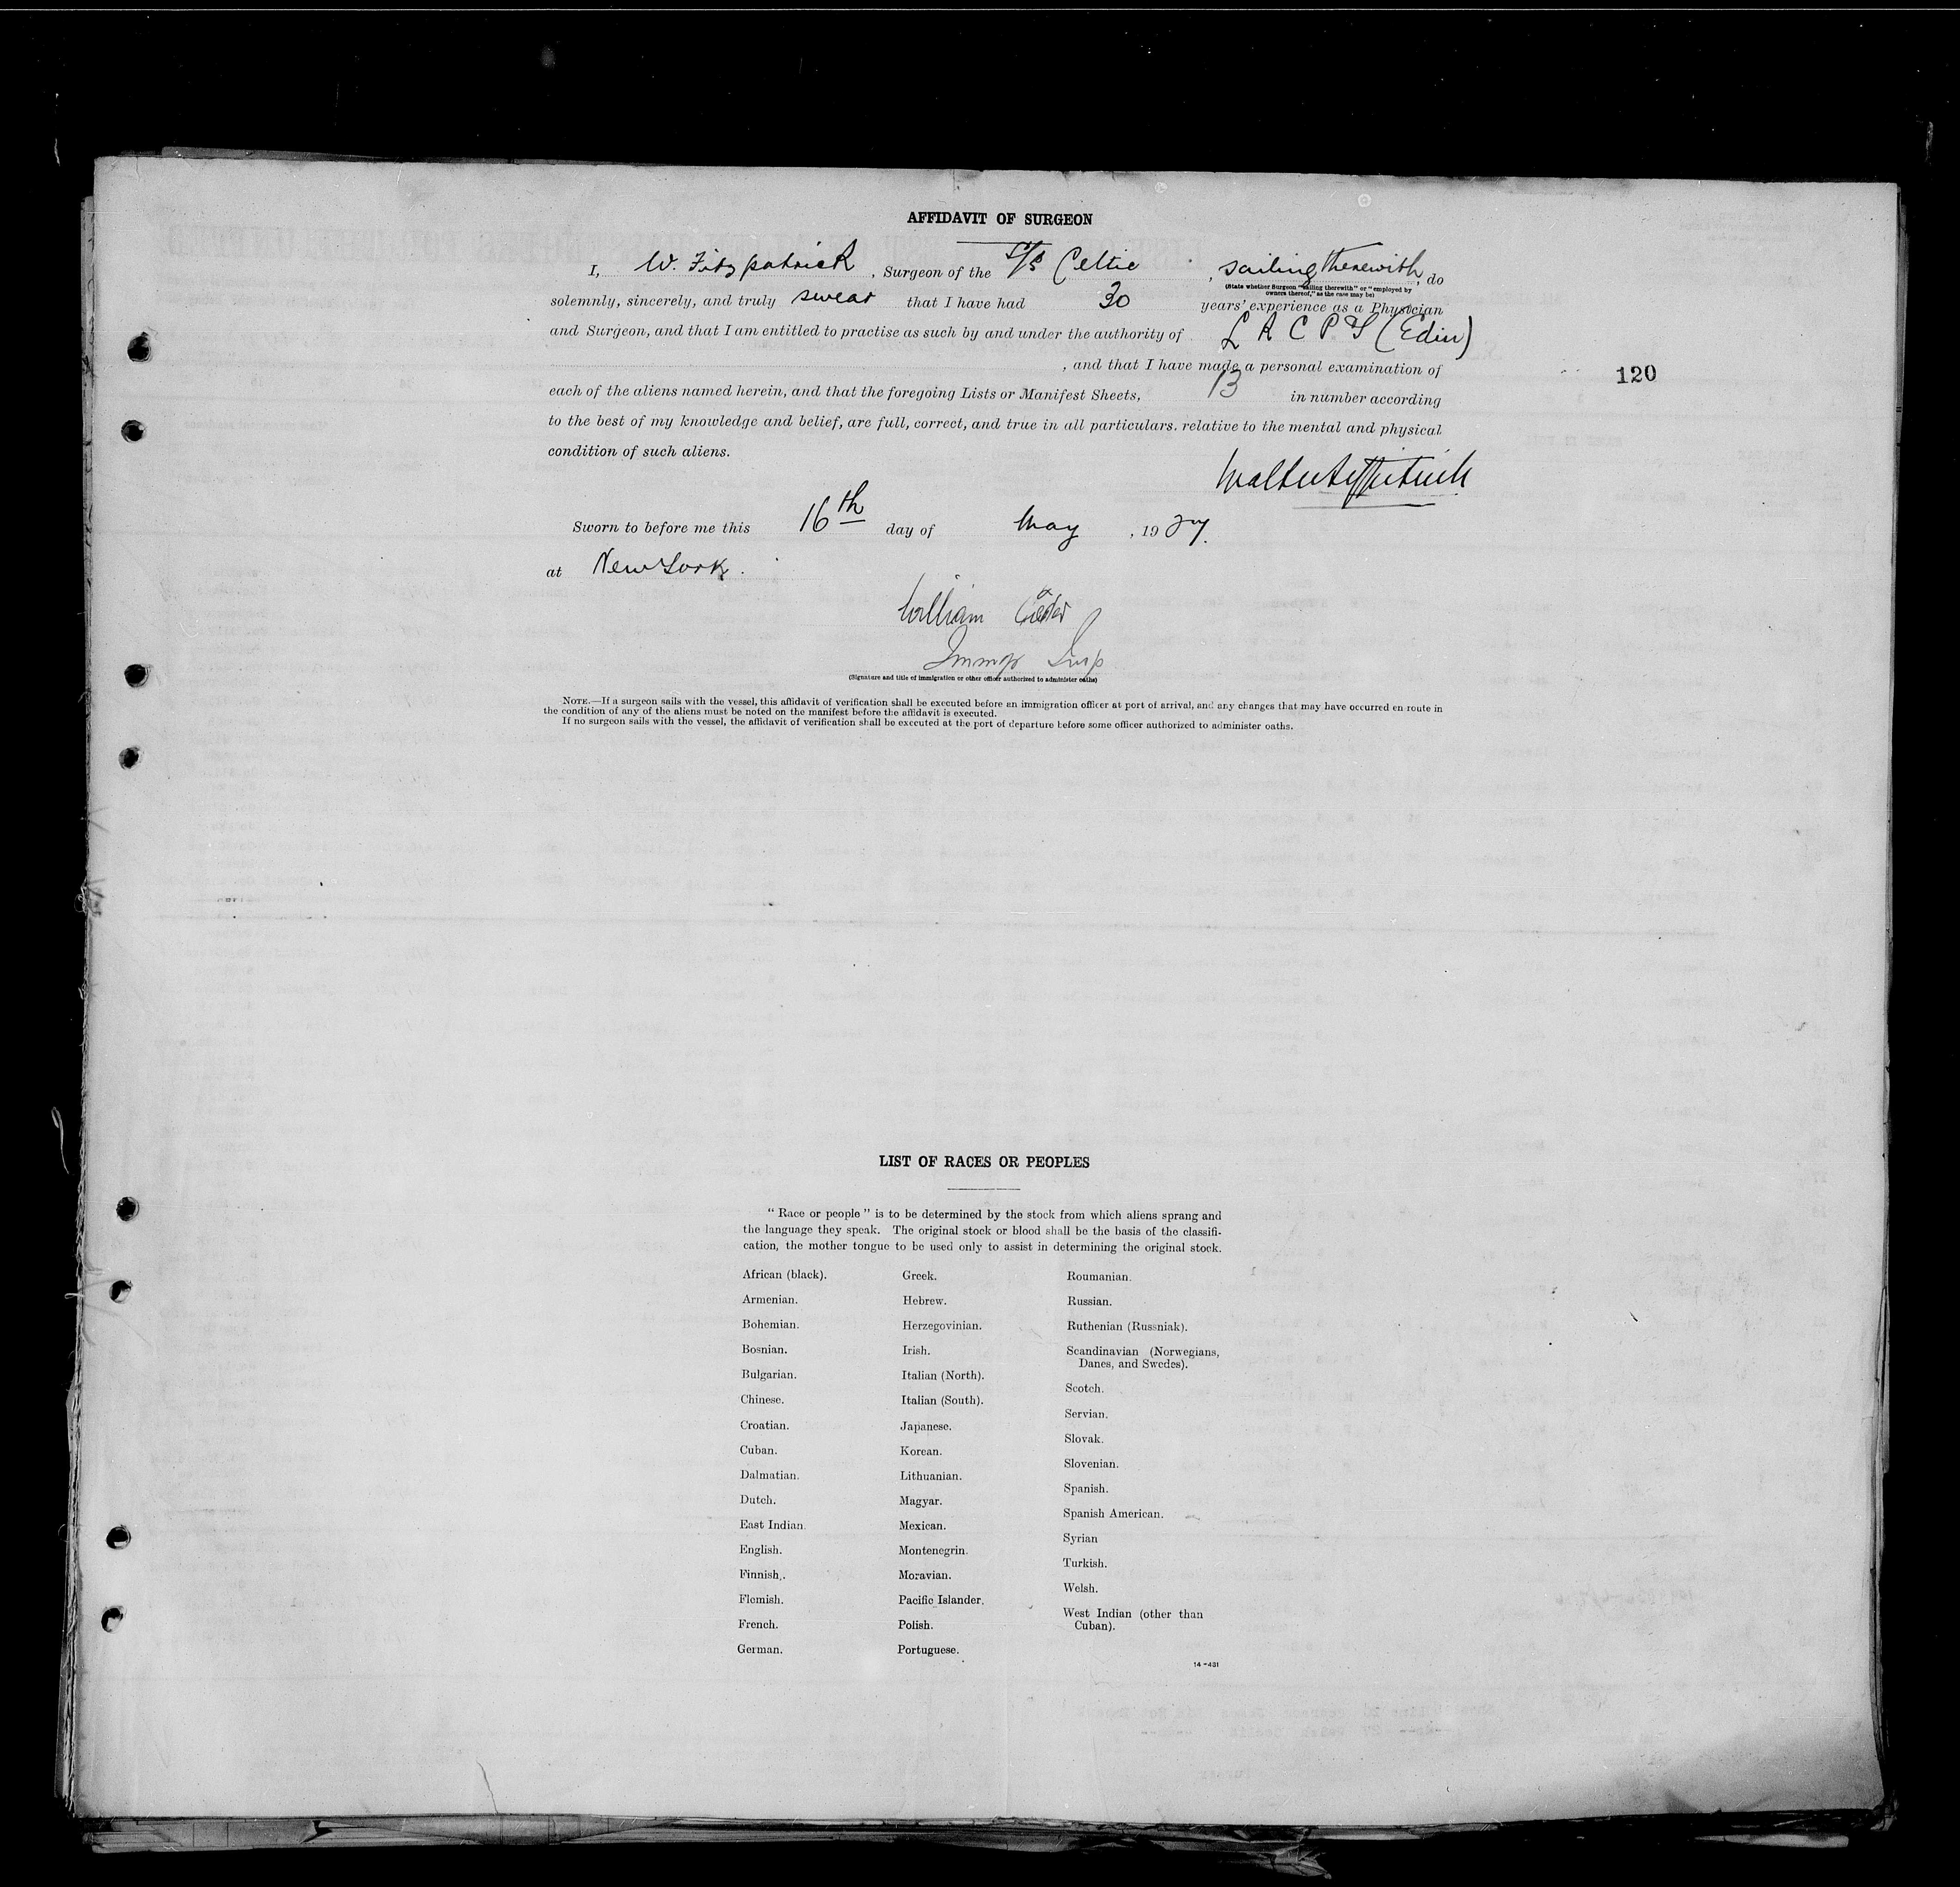 AFFIDAVIT OF SURGEON
I, W. Fitzpatrick, Surgeon of the S/S Celtic, sailing therewith, do
(State whether Surgeon "sailing therewith" or "employed by
owners thereof," as the case may be)
solemnly, sincerely, and truly swear that I have had 30 years' experience as a Physician
and Surgeon, and that I am entitled to practise as such by and under the authority of L R C P S (Edin)
, and that I have made a personal examination of
120
each of the aliens named herein, and that the foregoing Lists or Manifest Sheets, 13 in number according
to the best of my knowledge and belief, are full, correct, and true in all particulars. relative to the mental and physical
condition of such aliens.
Walter Fitzpatrick
Sworn to before me this 16th day of May, 1927.
at New York.
William
Immgr Insp
(Signature and title of immigration or other officer authorized to administer oaths)
NOTE.—If a surgeon sails with the vessel, this affidavit of verification shall be executed before an immigration officer at port of arrival, and any changes that may have occurred en route in
the condition of any of the aliens must be noted on the manifest before the affidavit is executed.
If no surgeon sails with the vessel, the affidavit of verification shall be executed at the port of departure before some officer authorized to administer oaths.
LIST OF RACES OR PEOPLES
"Race or people" is to be determined by the stock from which aliens sprang and
the language they speak. The original stock or blood shall be the basis of the classifi-
cation, the mother tongue to be used only to assist in determining the original stock.
African (black).
Armenian.
Bohemian.
Bosnian.
Bulgarian.
Chinese.
Croatian.
Cuban.
Dalmatian.
Dutch.
East Indian.
English.
Finnish.
Flemish.
French.
German.
Greek.
Hebrew.
Herzegovinian.
Irish.
Italian (North).
Italian (South).
Japanese.
Korean.
Lithuanian.
Magyar.
Mexican.
Montenegrin.
Moravian.
Pacific Islander.
Polish.
Portuguese.
Roumanian.
Russian.
Ruthenian (Russniak).
Scandinavian (Norwegians,
Danes, and Swedes).
Scotch.
Servian.
Slovak.
Slovenian.
Spanish.
Spanish American.
Syrian
Turkish.
Welsh.
West Indian (other than
Cuban).
14-431